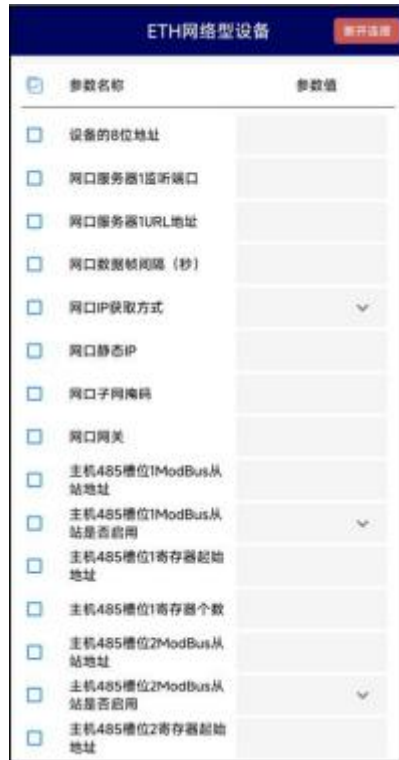 ETH网络型设备
断开连接
参数名称
参数值
设备的8位地址
网口服务器1监听端口
网口服务器1URL地址
网口数据帧间隔（秒）
网口IP获取方式
网口静态IP
网口子网掩码
网口网关
主机485槽位1ModBus从
站地址
主机485槽位1ModBus从
站是否启用
主机485槽位1寄存器起始
地址
主机485槽位1寄存器个数
主机485槽位2ModBus从
站地址
主机485槽位2ModBus从
站是否启用
主机485槽位2寄存器起始
地址